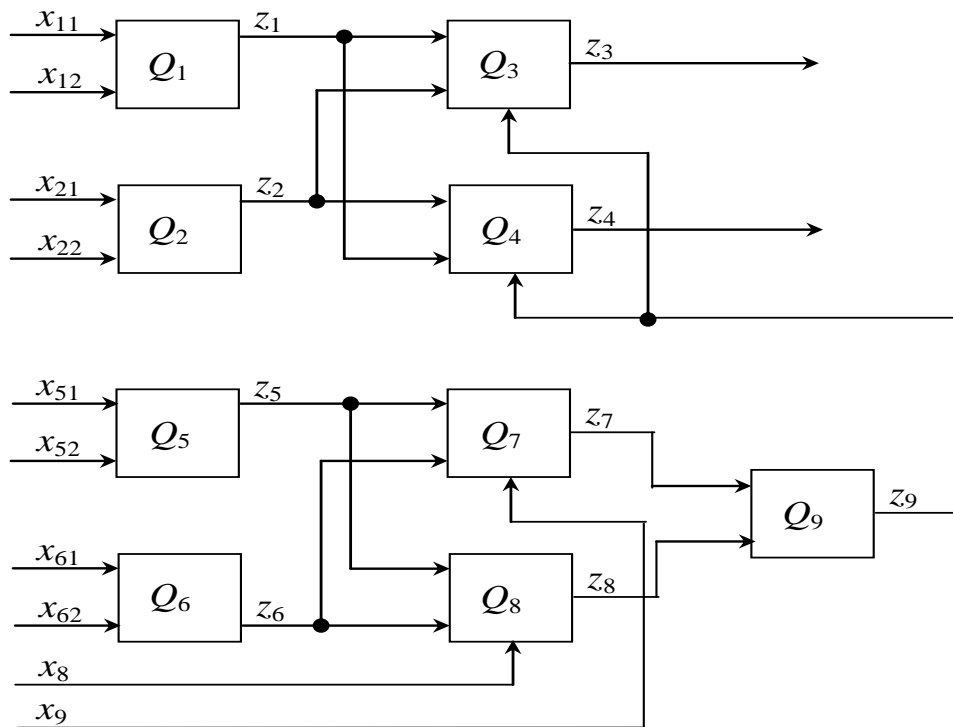 x₁₁ z₁
Q₁ Q₃ z₃
x₁₂
x₂₁ z₂
Q₂ Q₄ z₄
x₂₂
x₅₁ z₅
Q₅ Q₇ z₇
x₅₂
Q₉ z₉
x₆₁
Q₆ z₆ Q₈ z₈
x₆₂
x₈
x₉